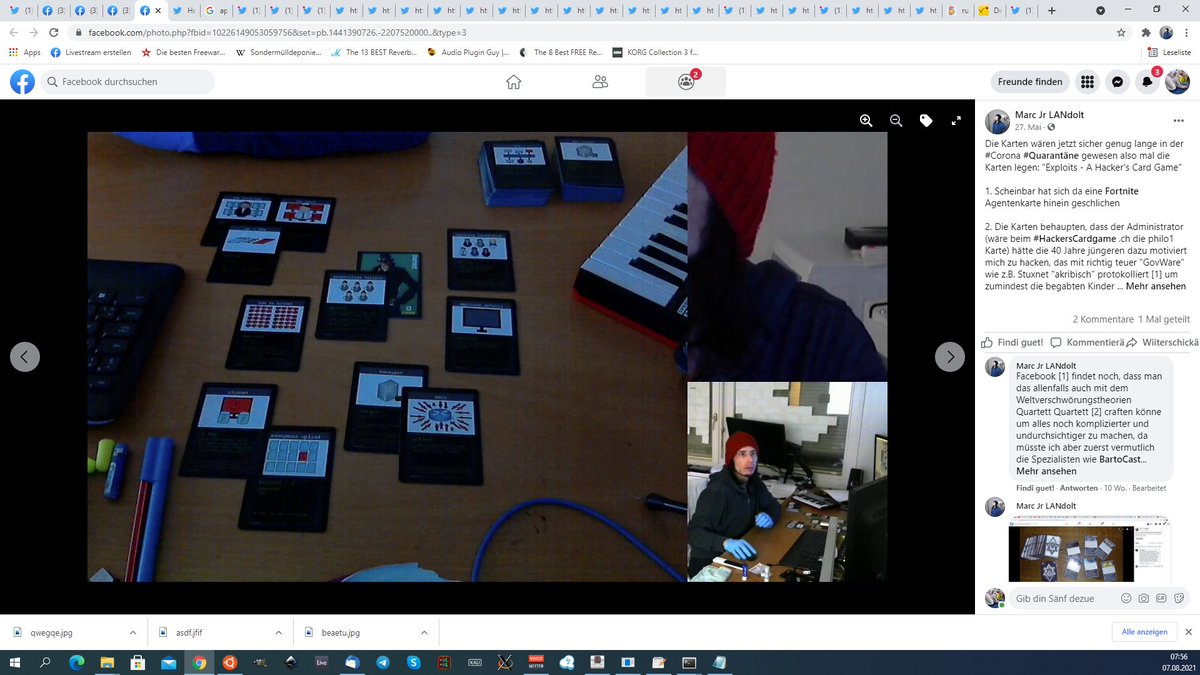 (1)
(3)
(3)
(3)
Ho
ap
(1)
(1)
(1)
ht
ht
ht
ht
ht
ht
ht
ht
ht
ht
ht
(1)
ht
ht
(1)
ht
ht
ht
ru
Do
(1)
facebook.com/photo.php?fbid=10226149053059756&set=pb.1441390726.-2207520000..&type=3
Apps
Livestream erstellen
Die besten Freewar...
Sondermülldeponie...
The 13 BEST Reverb...
Audio Plugin Guy |...
The 8 Best FREE Re...
KORG Collection 3 f...
Leseliste
Facebook durchsuchen
2
Freunde finden
3
Marc Jr LANdolt
27. Mai ·
Die Karten wären jetzt sicher genug lange in der
#Corona #Quarantäne gewesen also mal die
Karten legen: "Exploits - A Hacker's Card Game"
1. Scheinbar hat sich da eine Fortnite
Agentenkarte hinein geschlichen
2. Die Karten behaupten, dass der Administrator
(wäre beim #HackersCardgame .ch die philo1
Karte) hätte die 40 Jahre jüngeren dazu motiviert
mich zu hacken, das mit richtig teuer "GovWare"
wie z.B. Stuxnet "akribisch" protokolliert [1] um
zumindest die begabten Kinder ... Mehr ansehen
2 Kommentare 1 Mal geteilt
Findi guet!
Kommentierä
Wiiterschickä
Marc Jr LANdolt
Facebook [1] findet noch, dass man
das allenfalls auch mit dem
Weltverschwörungstheorien
Quartett Quartett [2] craften könne
um alles noch komplizierter und
undurchsichtiger zu machen, da
müsste ich aber zuerst vermutlich
die Spezialisten wie BartoCast...
Mehr ansehen
Findi guet! · Antworten · 10 Wo. · Bearbeitet
Marc Jr LANdolt
Gib din Sänf dezue
anonymous upload
qwegqe.jpg
asdf.jfif
beaetu.jpg
Alle anzeigen
Live
KALI
07:56
07.08.2021